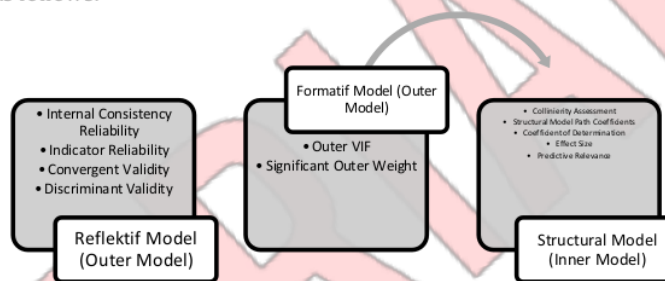 • Internal Consistency
Reliability
• Indicator Reliability
• Convergent Validity
• Discriminant Validity
Reflektif Model
(Outer Model)
Formatif Model (Outer
Model)
• Outer VIF
• Significant Outer Weight
• Collinierity Assessment
• Structural Model Path Coefficients
• Coefficient of Determination
• Effect Size
• Predictive Relevance
Structural Model
(Inner Model)